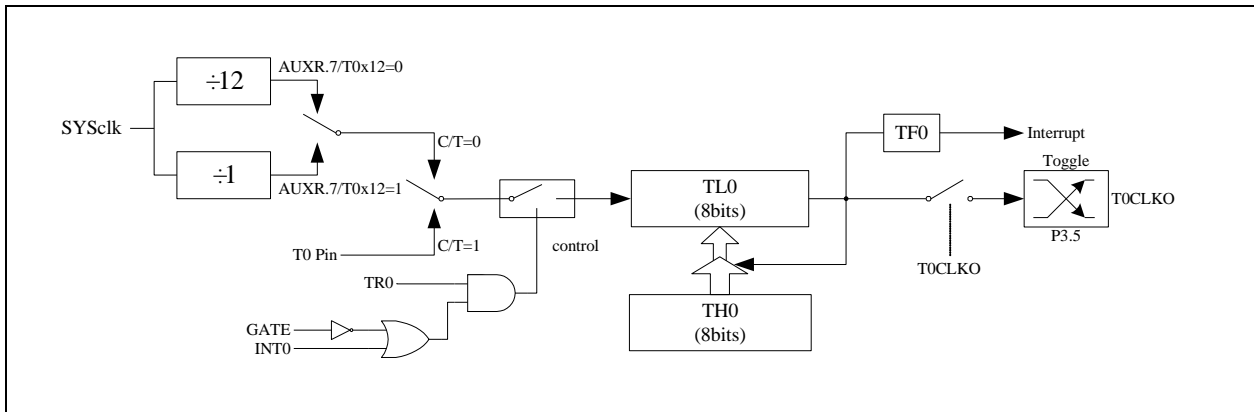 SYSclk
÷12
AUXR.7/T0x12=0
÷1
AUXR.7/T0x12=1
C/T=0
C/T=1
T0 Pin
control
TR0
GATE
INT0
TL0
(8bits)
TH0
(8bits)
TF0
Interrupt
Toggle
T0CLKO
P3.5
T0CLKO